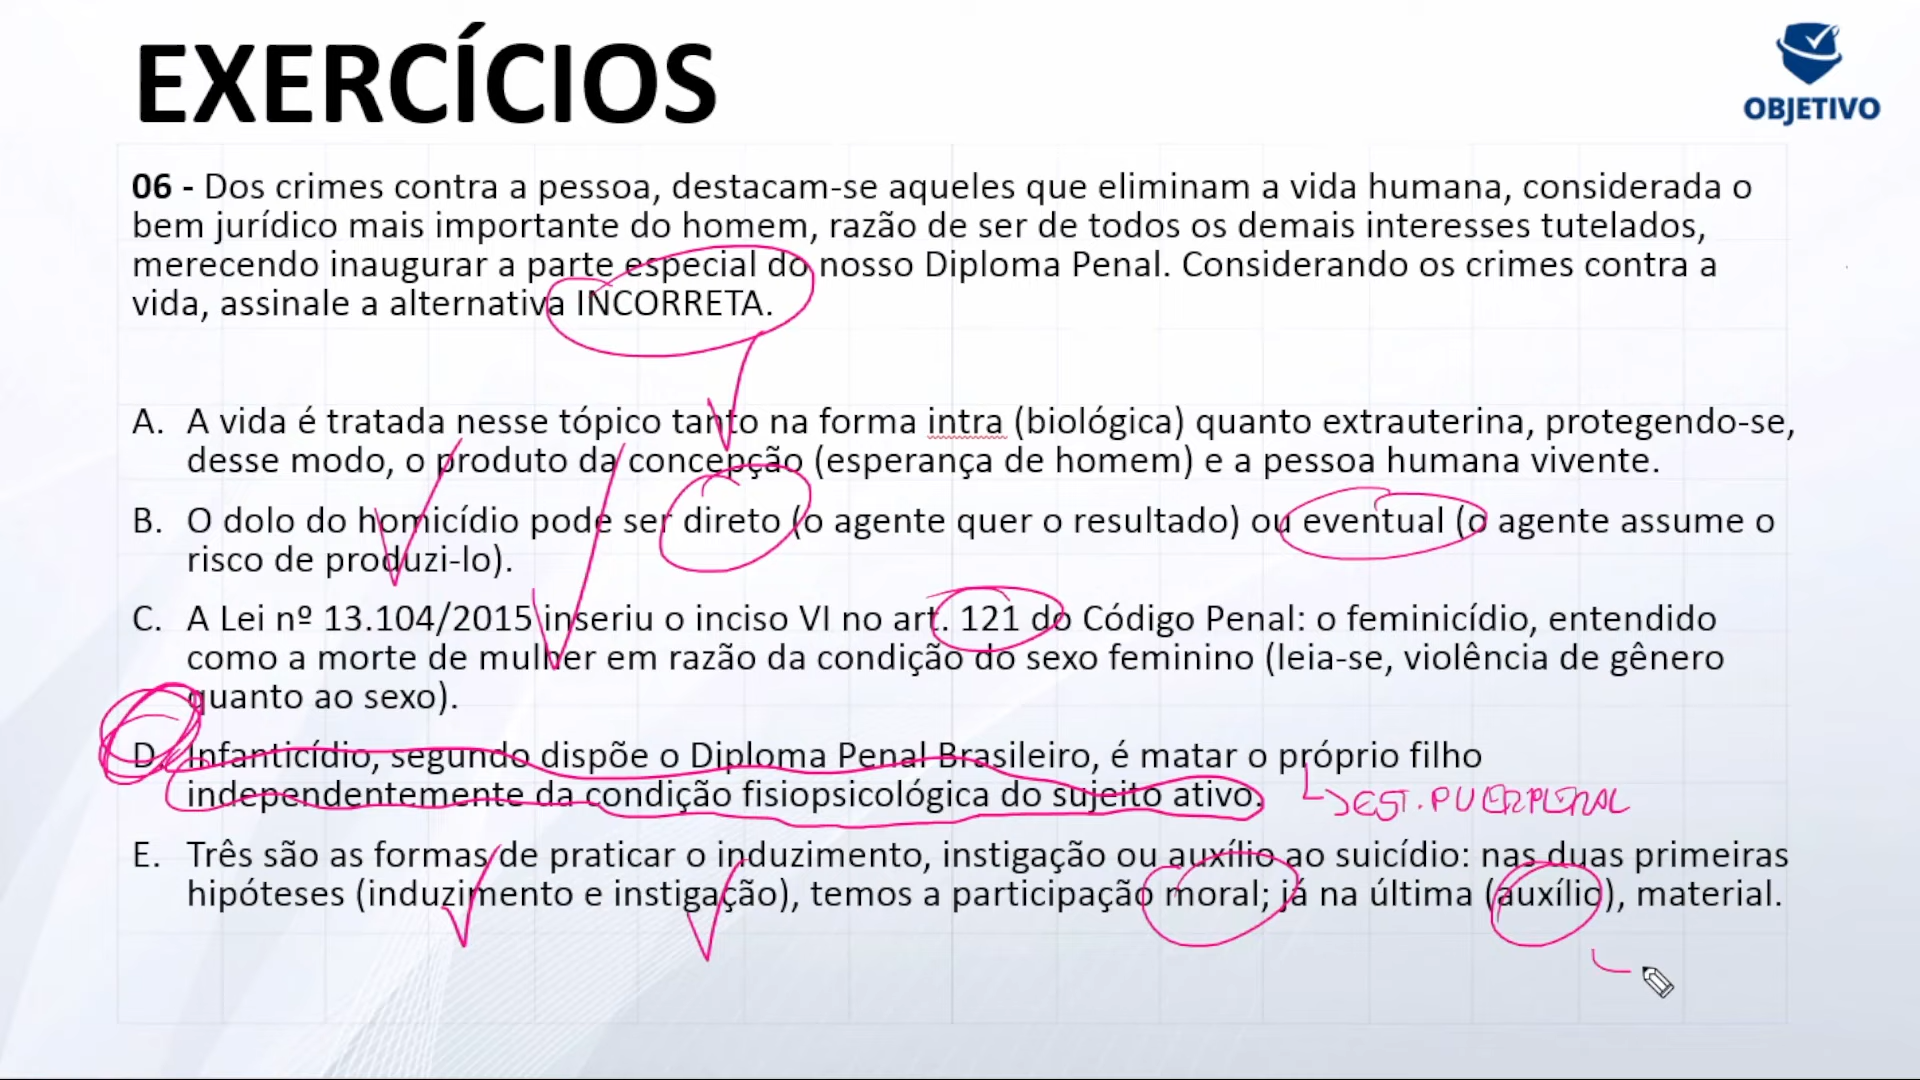 EXERCÍCIOS
OBJETIVO
06 - Dos crimes contra a pessoa, destacam-se aqueles que eliminam a vida humana, considerada o
bem jurídico mais importante do homem, razão de ser de todos os demais interesses tutelados,
merecendo inaugurar a parte especial do nosso Diploma Penal. Considerando os crimes contra a
vida, assinale a alternativa INCORRETA.
A. A vida é tratada nesse tópico tanto na forma intra (biológica) quanto extrauterina, protegendo-se,
desse modo, o produto da concepção (esperança de homem) e a pessoa humana vivente.
B. O dolo do homicídio pode ser direto (o agente quer o resultado) ou eventual (o agente assume o
risco de produzi-lo).
C. A Lei nº 13.104/2015 inseriu o inciso VI no art. 121 do Código Penal: o feminicídio, entendido
como a morte de mulher em razão da condição do sexo feminino (leia-se, violência de gênero
quanto ao sexo).
D. Infanticídio, segundo dispõe o Diploma Penal Brasileiro, é matar o próprio filho
independentemente da condição fisiopsicológica do sujeito ativo.
EST. PUERPERAL
E. Três são as formas de praticar o induzimento, instigação ou auxílio ao suicídio: nas duas primeiras
hipóteses (induzimento e instigação), temos a participação moral; já na última (auxílio), material.